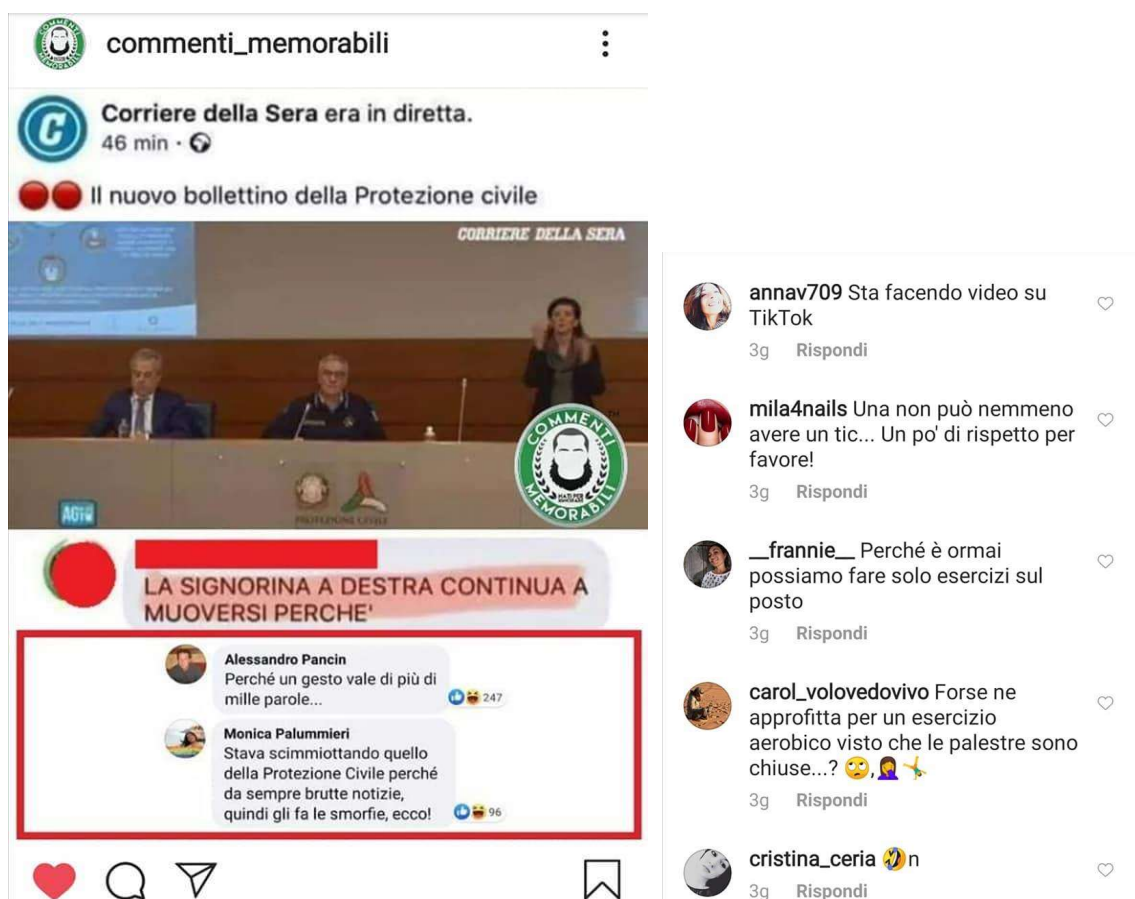 commenti_memorabili
Corriere della Sera era in diretta.
46 min ·
Il nuovo bollettino della Protezione civile
CORRIERE DELLA SERA
COMMENTI
MEMORABILI
PROTEZIONE CIVILE
LA SIGNORINA A DESTRA CONTINUA A
MUOVERSI PERCHE'
Alessandro Pancin
Perché un gesto vale di più di
mille parole...
247
Monica Palummieri
Stava scimmiottando quello
della Protezione Civile perché
da sempre brutte notizie,
quindi gli fa le smorfie, ecco!
96
annav709 Sta facendo video su
TikTok
3g Rispondi
mila4nails Una non può nemmeno
avere un tic... Un po' di rispetto per
favore!
3g Rispondi
__frannie__ Perché è ormai
possiamo fare solo esercizi sul
posto
3g Rispondi
carol_volovedovivo Forse ne
approfitta per un esercizio
aerobico visto che le palestre sono
chiuse...? 🙄,🤦‍♀️🤸‍♂️
3g Rispondi
cristina_ceria 🤣n
3g Rispondi